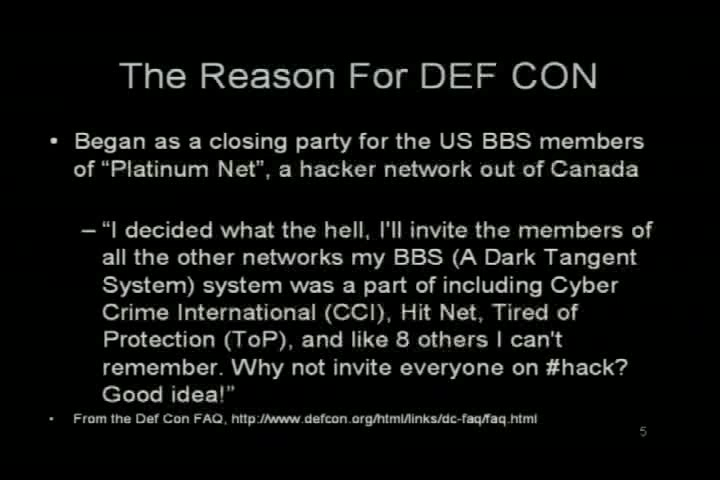 The Reason For DEF CON
• Began as a closing party for the US BBS members
of “Platinum Net”, a hacker network out of Canada
– “I decided what the hell, I'll invite the members of
all the other networks my BBS (A Dark Tangent
System) system was a part of including Cyber
Crime International (CCI), Hit Net, Tired of
Protection (ToP), and like 8 others I can't
remember. Why not invite everyone on #hack?
Good idea!”
• From the Def Con FAQ, http://www.defcon.org/html/links/dc-faq/faq.html
5